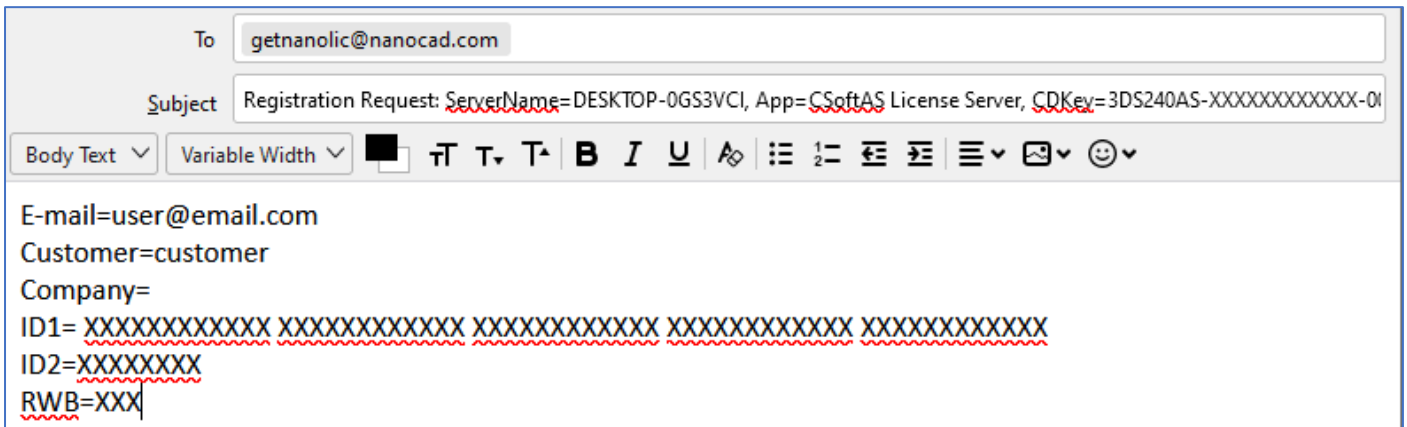 To getnanolic@nanocad.com
Subject Registration Request: ServerName=DESKTOP-0GS3VCI, App=CSoftAS License Server, CDKey=3DS240AS-XXXXXXXXXXXX-0
Body Text Variable Width
E-mail=user@email.com
Customer=customer
Company=
ID1= XXXXXXXXXXXX XXXXXXXXXXXX XXXXXXXXXXXX XXXXXXXXXXXX XXXXXXXXXXXX
ID2=XXXXXXXX
RWB=XXX